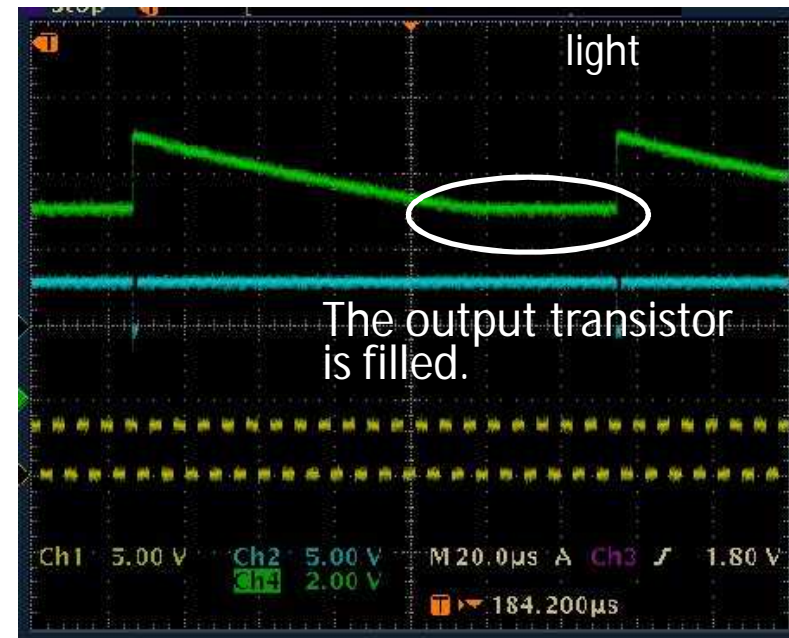 Stop
T
light
T
The output transistor
is filled.
Ch1 5.00 V Ch2 5.00 V M 20.0µs A Ch3 ƒ 1.80 V
Ch4 2.00 V
T 184.200µs